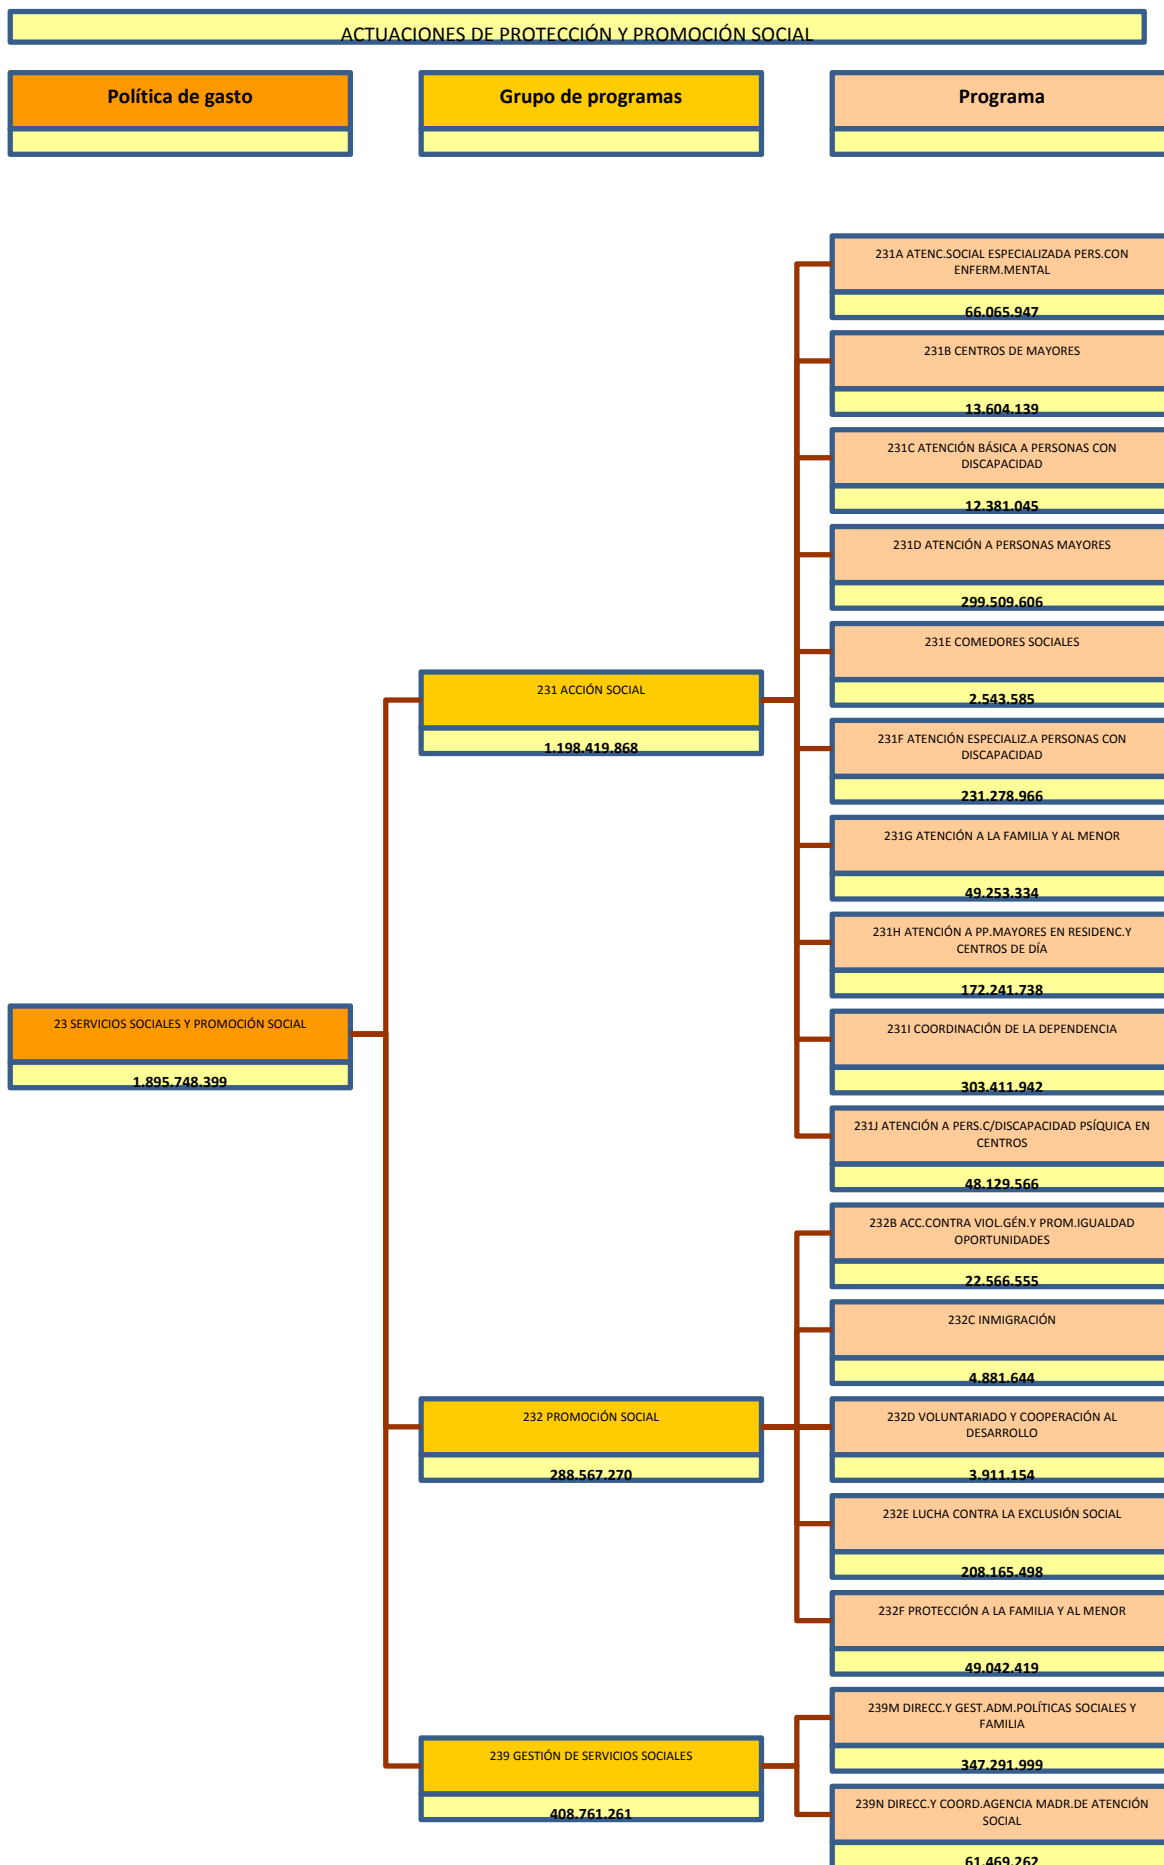 ACTUACIONES DE PROTECCIÓN Y PROMOCIÓN SOCIAL
Política de gasto
Grupo de programas
Programa
231A ATENC.SOCIAL ESPECIALIZADA PERS.CON
ENFERM.MENTAL
66.065.947
231B CENTROS DE MAYORES
13.604.139
231C ATENCIÓN BÁSICA A PERSONAS CON
DISCAPACIDAD
12.381.045
231D ATENCIÓN A PERSONAS MAYORES
299.509.606
231E COMEDORES SOCIALES
2.543.585
231 ACCIÓN SOCIAL
1.198.419.868
231F ATENCIÓN ESPECIALIZ.A PERSONAS CON
DISCAPACIDAD
231.278.966
231G ATENCIÓN A LA FAMILIA Y AL MENOR
49.253.334
231H ATENCIÓN A PP.MAYORES EN RESIDENC.Y
CENTROS DE DÍA
172.241.738
23 SERVICIOS SOCIALES Y PROMOCIÓN SOCIAL
1.895.748.399
231I COORDINACIÓN DE LA DEPENDENCIA
303.411.942
231J ATENCIÓN A PERS.C/DISCAPACIDAD PSÍQUICA EN
CENTROS
48.129.566
232B ACC.CONTRA VIOL.GÉN.Y PROM.IGUALDAD
OPORTUNIDADES
22.566.555
232C INMIGRACIÓN
4.881.644
232 PROMOCIÓN SOCIAL
288.567.270
232D VOLUNTARIADO Y COOPERACIÓN AL
DESARROLLO
3.911.154
232E LUCHA CONTRA LA EXCLUSIÓN SOCIAL
208.165.498
232F PROTECCIÓN A LA FAMILIA Y AL MENOR
49.042.419
239M DIRECC.Y GEST.ADM.POLÍTICAS SOCIALES Y
FAMILIA
347.291.999
239 GESTIÓN DE SERVICIOS SOCIALES
408.761.261
239N DIRECC.Y COORD.AGENCIA MADR.DE ATENCIÓN
SOCIAL
61.469.262